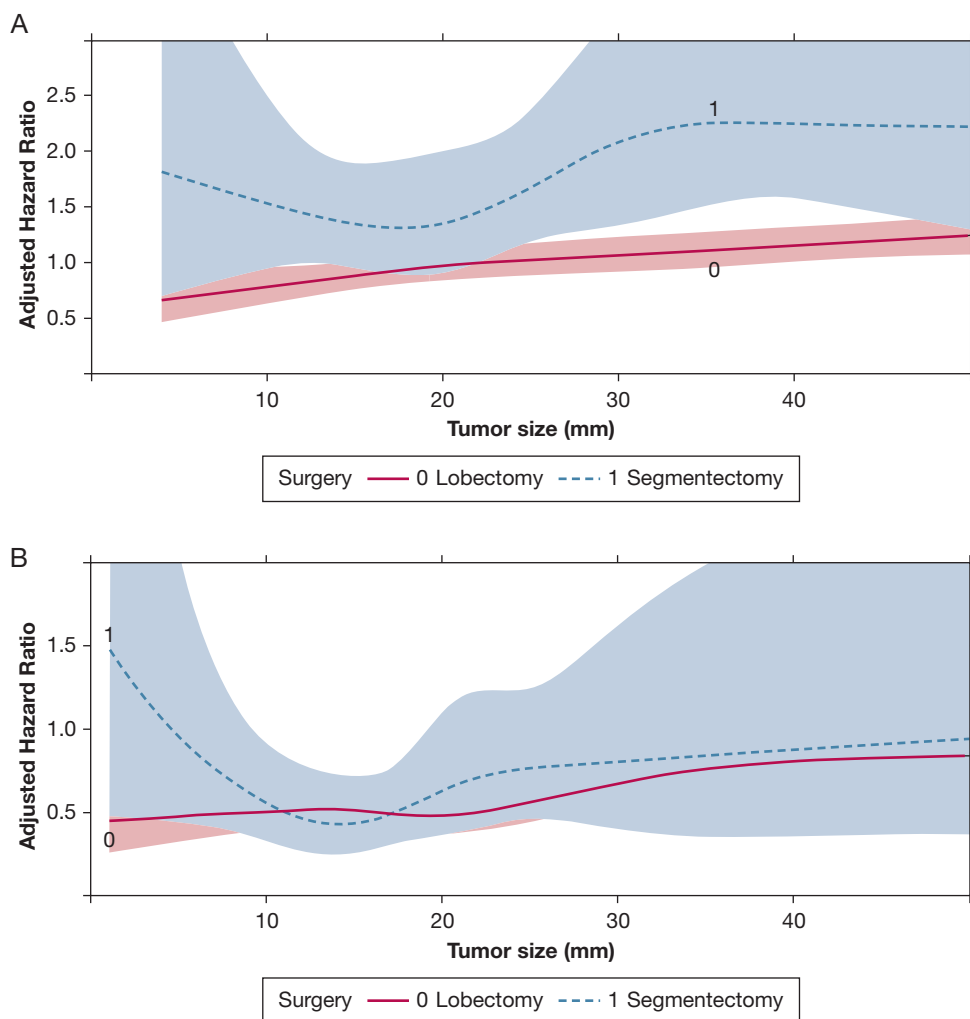 A
Adjusted Hazard Ratio
2.5
2.0
1.5
1.0
0.5
1
0
10 20 30 40
Tumor size (mm)
Surgery 0 Lobectomy 1 Segmentectomy
B
Adjusted Hazard Ratio
1.5
1.0
0.5
1
0
10 20 30 40
Tumor size (mm)
Surgery 0 Lobectomy 1 Segmentectomy